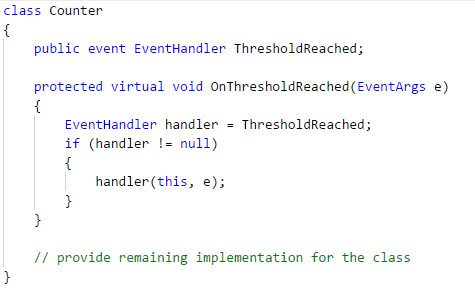 class Counter
{
    public event EventHandler ThresholdReached;

    protected virtual void OnThresholdReached(EventArgs e)
    {
        EventHandler handler = ThresholdReached;
        if (handler != null)
        {
            handler(this, e);
        }
    }

    // provide remaining implementation for the class
}